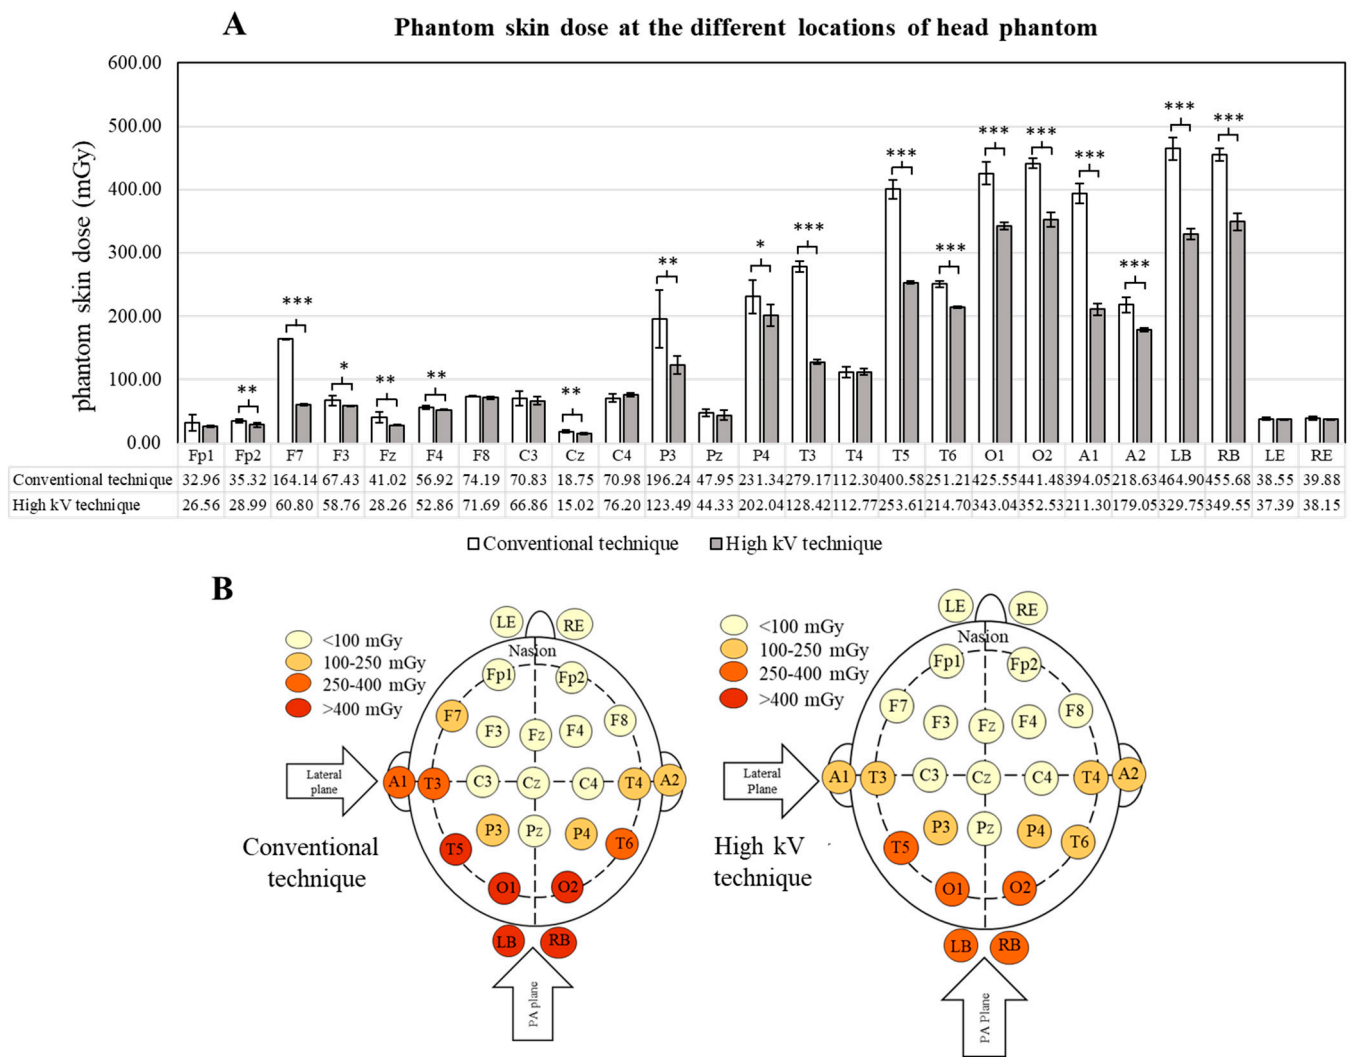 A
Phantom skin dose at the different locations of head phantom
phantom skin dose (mGy)
600.00
500.00
400.00
300.00
200.00
100.00
0.00
** *** * ** ** ** ** * *** *** *** *** *** *** *** *** ***
Fp1 Fp2 F7 F3 Fz F4 F8 C3 Cz C4 P3 Pz P4 T3 T4 T5 T6 O1 O2 A1 A2 LB RB LE RE
Conventional technique 32.96 35.32 164.14 67.43 41.02 56.92 74.19 70.83 18.75 70.98 196.24 47.95 231.34 279.17 112.30 400.58 251.21 425.55 441.48 394.05 218.63 464.90 455.68 38.55 39.88
High kV technique 26.56 28.99 60.80 58.76 28.26 52.86 71.69 66.86 15.02 76.20 123.49 44.33 202.04 128.42 112.77 253.61 214.70 343.04 352.53 211.30 179.05 329.75 349.55 37.39 38.15
Conventional technique High kV technique
B
<100 mGy
100-250 mGy
250-400 mGy
>400 mGy
LE RE
Nasion
Fp1 Fp2
F7 F3 Fz F4 F8
A1 T3 C3 Cz C4 T4 A2
T5 P3 Pz P4 T6
O1 O2
LB RB
Lateral
plane
Conventional
technique
PA plane
<100 mGy
100-250 mGy
250-400 mGy
>400 mGy
LE RE
Nasion
Fp1 Fp2
F7 F3 Fz F4 F8
A1 T3 C3 Cz C4 T4 A2
T5 P3 Pz P4 T6
O1 O2
LB RB
Lateral
Plane
High kV
technique
PA Plane